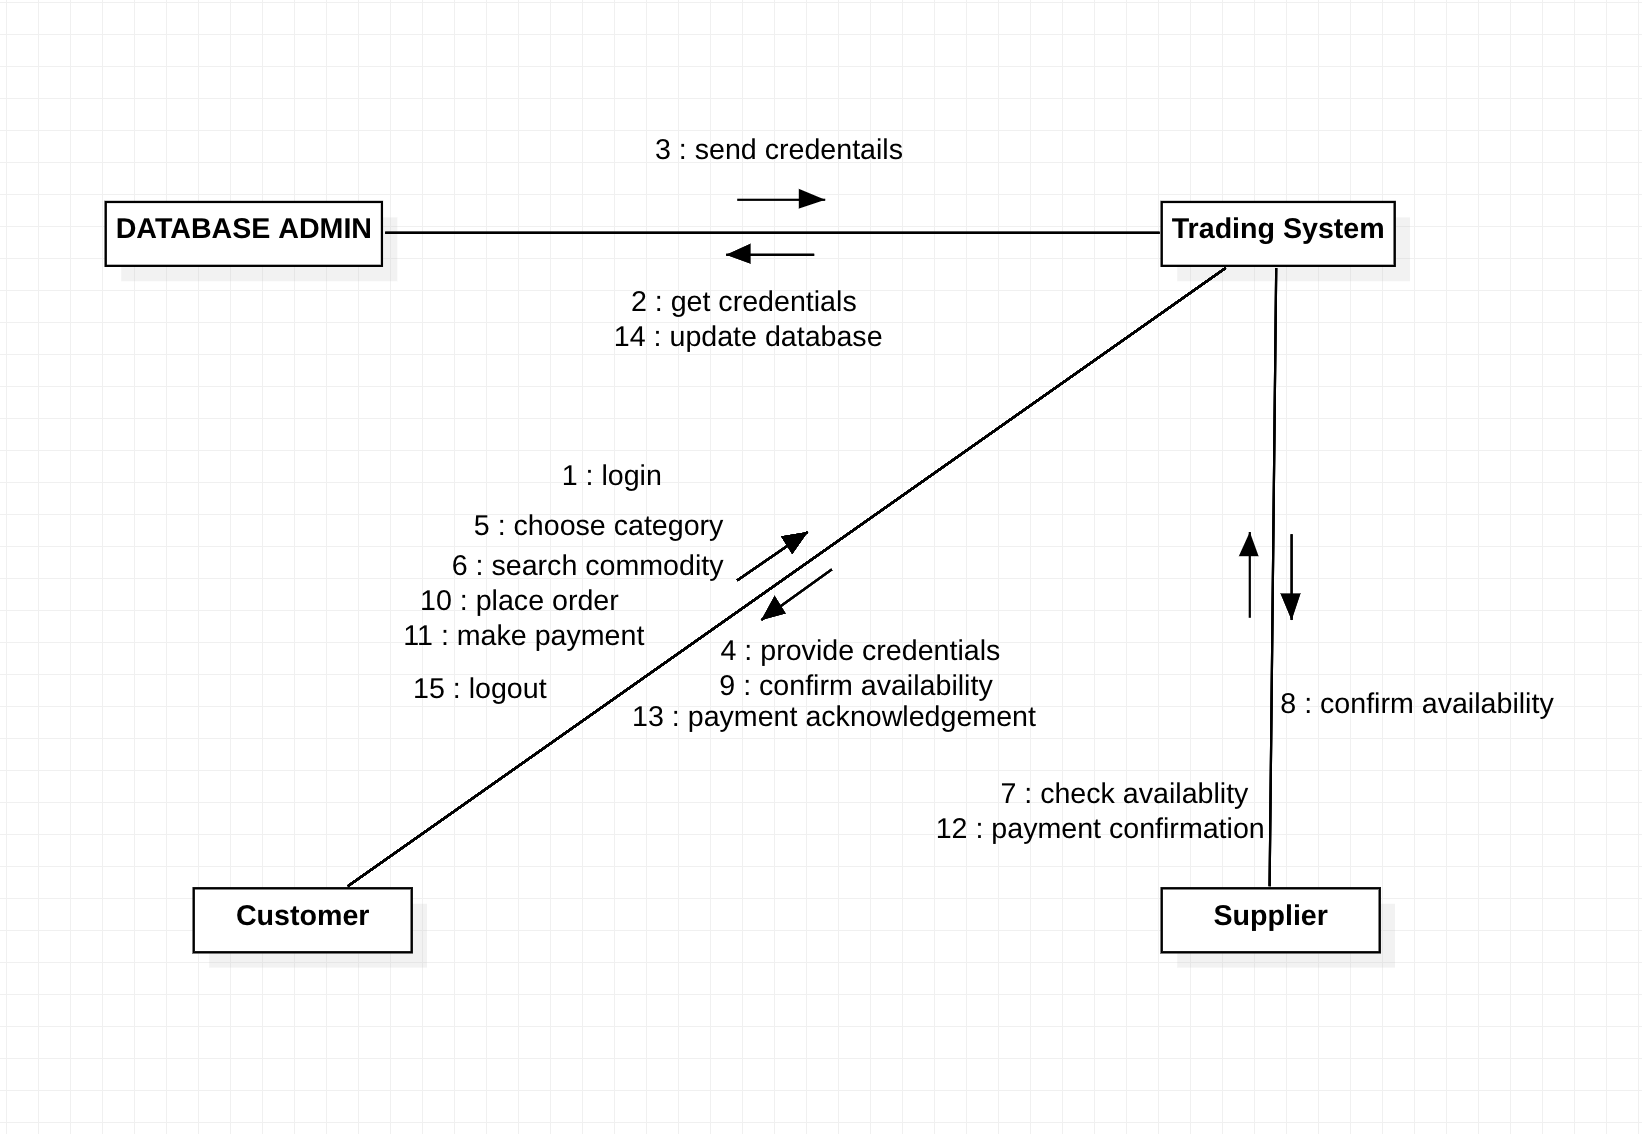 3 : send credentails
DATABASE ADMIN
Trading System
2 : get credentials
14 : update database
1 : login
5 : choose category
6 : search commodity
10 : place order
11 : make payment
15 : logout
4 : provide credentials
9 : confirm availability
13 : payment acknowledgement
8 : confirm availability
7 : check availablity
12 : payment confirmation
Customer
Supplier